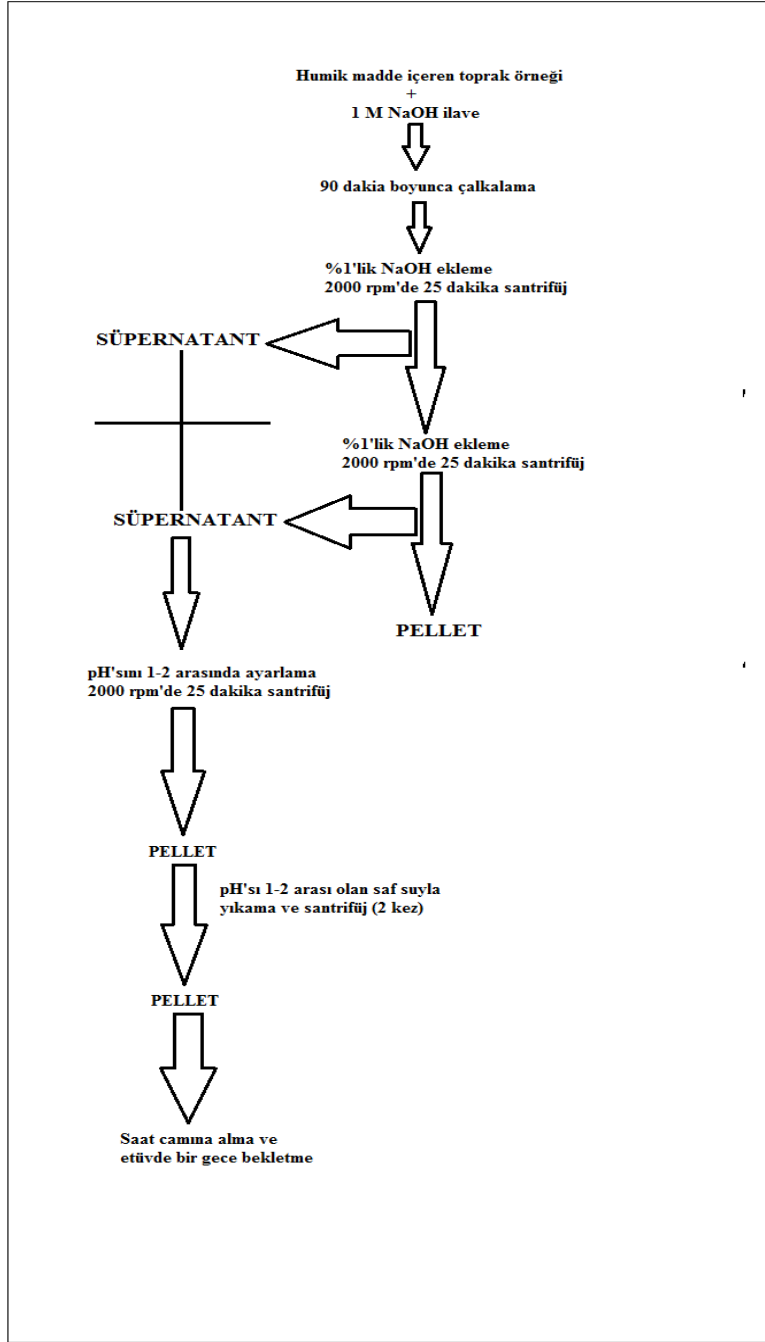 Humik madde içeren toprak örneği
+
1 M NaOH ilave
90 dakia boyunca çalkalama
%1'lik NaOH ekleme
2000 rpm'de 25 dakika santrifüj
SÜPERNATANT
%1'lik NaOH ekleme
2000 rpm'de 25 dakika santrifüj
SÜPERNATANT
PELLET
pH'sını 1-2 arasında ayarlama
2000 rpm'de 25 dakika santrifüj
PELLET
pH'sı 1-2 arası olan saf suyla
yıkama ve santrifüj (2 kez)
PELLET
Saat camına alma ve
etüvde bir gece bekletme